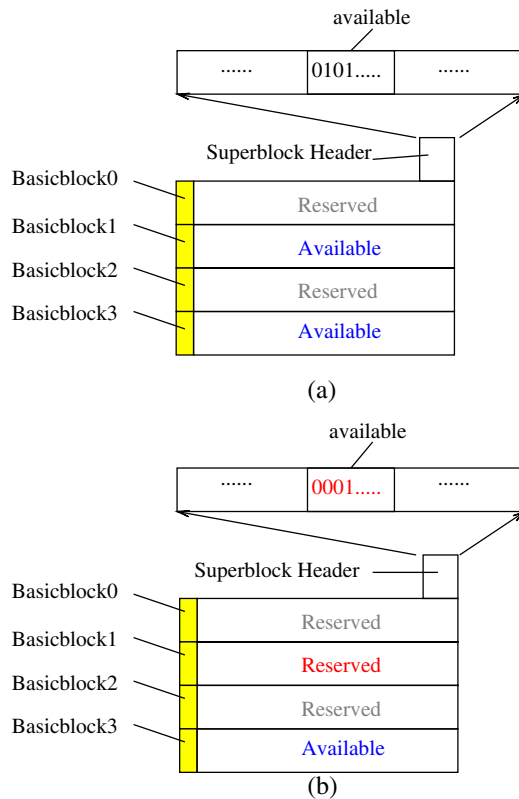 available
...... 0101..... ......
Superblock Header
Basicblock0
Reserved
Basicblock1
Available
Basicblock2
Reserved
Basicblock3
Available
(a)
available
...... 0001..... ......
Superblock Header
Basicblock0
Reserved
Basicblock1
Reserved
Basicblock2
Reserved
Basicblock3
Available
(b)